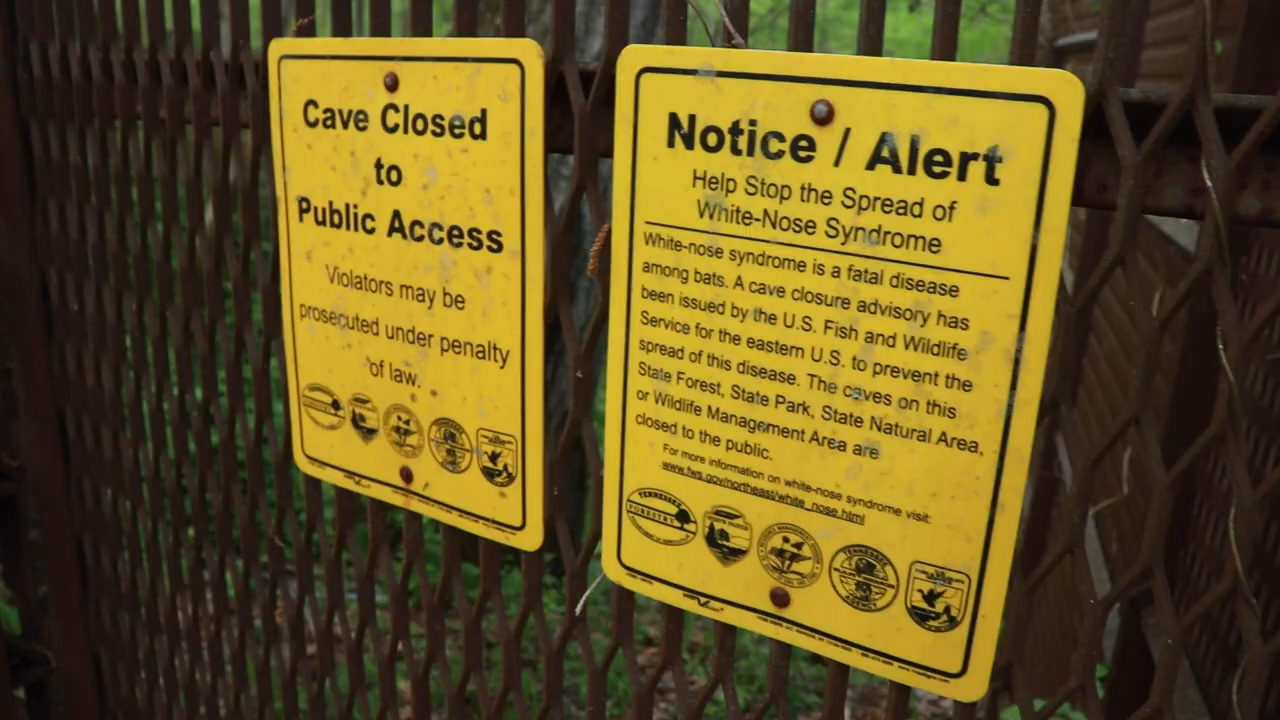 Cave Closed
to
Public Access
Violators may be
prosecuted under penalty
of law.
Notice / Alert
Help Stop the Spread of
White-Nose Syndrome
White-nose syndrome is a fatal disease
among bats. A cave closure advisory has
been issued by the U.S. Fish and Wildlife
Service for the eastern U.S. to prevent the
spread of this disease. The caves on this
State Forest, State Park, State Natural Area,
or Wildlife Management Area are
closed to the public.
For more information on white-nose syndrome visit:
www.fws.gov/northeast/white_nose.html
TENNESSEE
FORESTRY
TENNESSEE
AGENCY